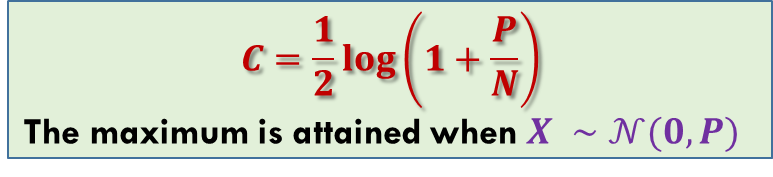 C = 1/2 log(1 + P/N)
The maximum is attained when X ~ 𝒩(0, P)